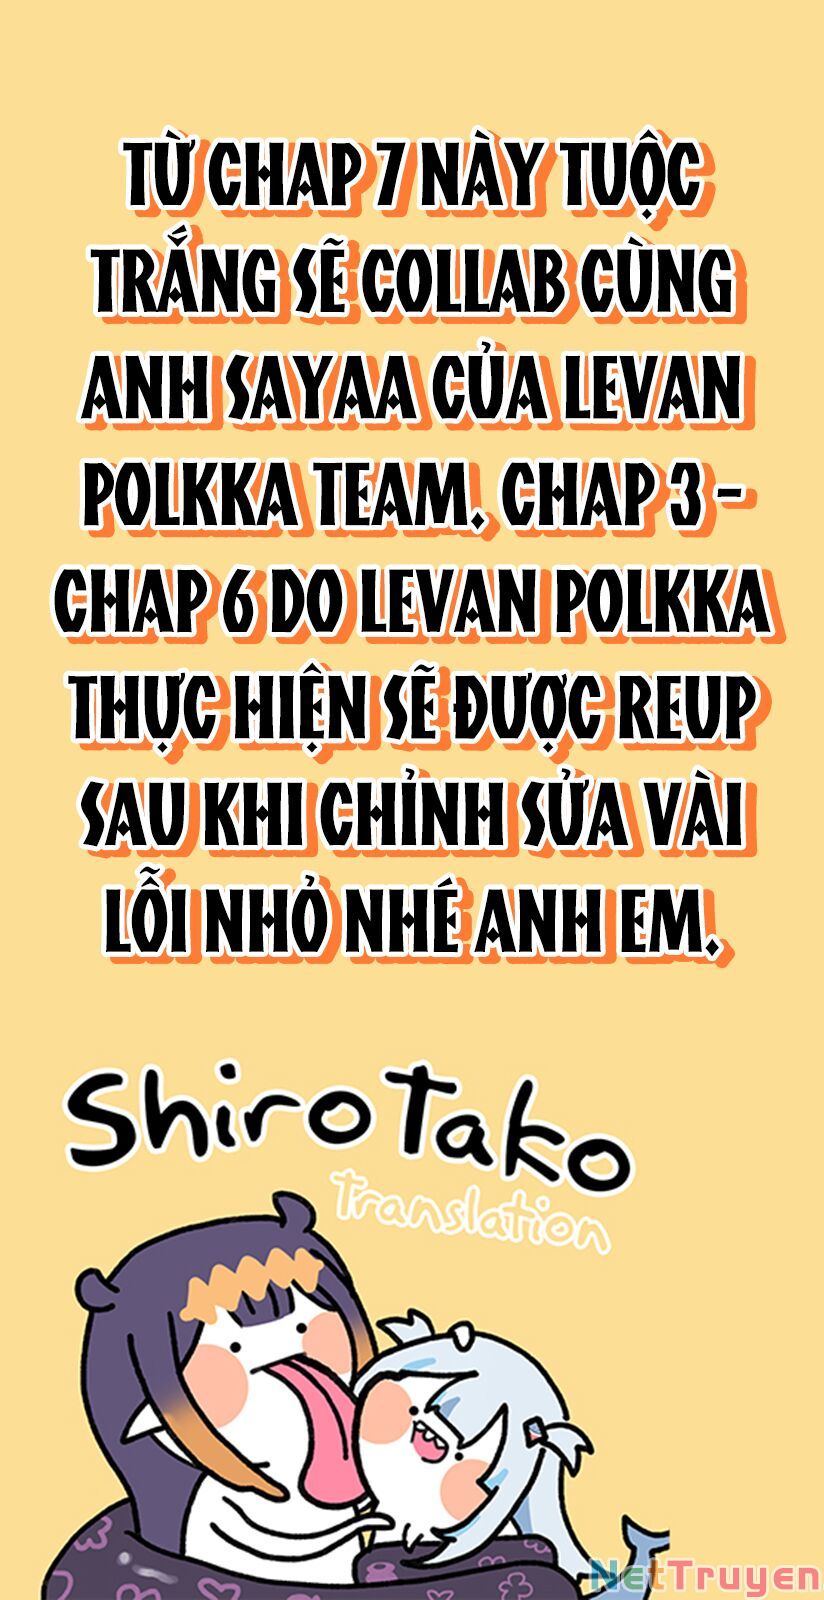 TỪ CHAP 7 NÀY TUỘC
TRẮNG SẼ COLLAB CÙNG
ANH SAYAA CỦA LEVAN
POLKKA TEAM. CHAP 3 -
CHAP 6 DO LEVAN POLKKA
THỰC HIỆN SẼ ĐƯỢC REUP
SAU KHI CHỈNH SỬA VÀI
LỖI NHỎ NHÉ ANH EM.
Shiro Tako
Translation
NetTruyen